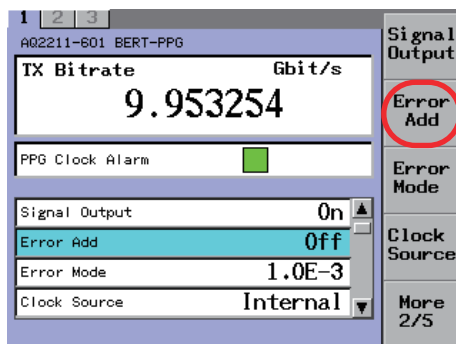 1 2 3
AQ2211-601 BERT-PPG
TX Bitrate Gbit/s
9.953254
PPG Clock Alarm
Signal Output On
Error Add Off
Error Mode 1.0E-3
Clock Source Internal
Signal
Output
Error
Add
Error
Mode
Clock
Source
More
2/5